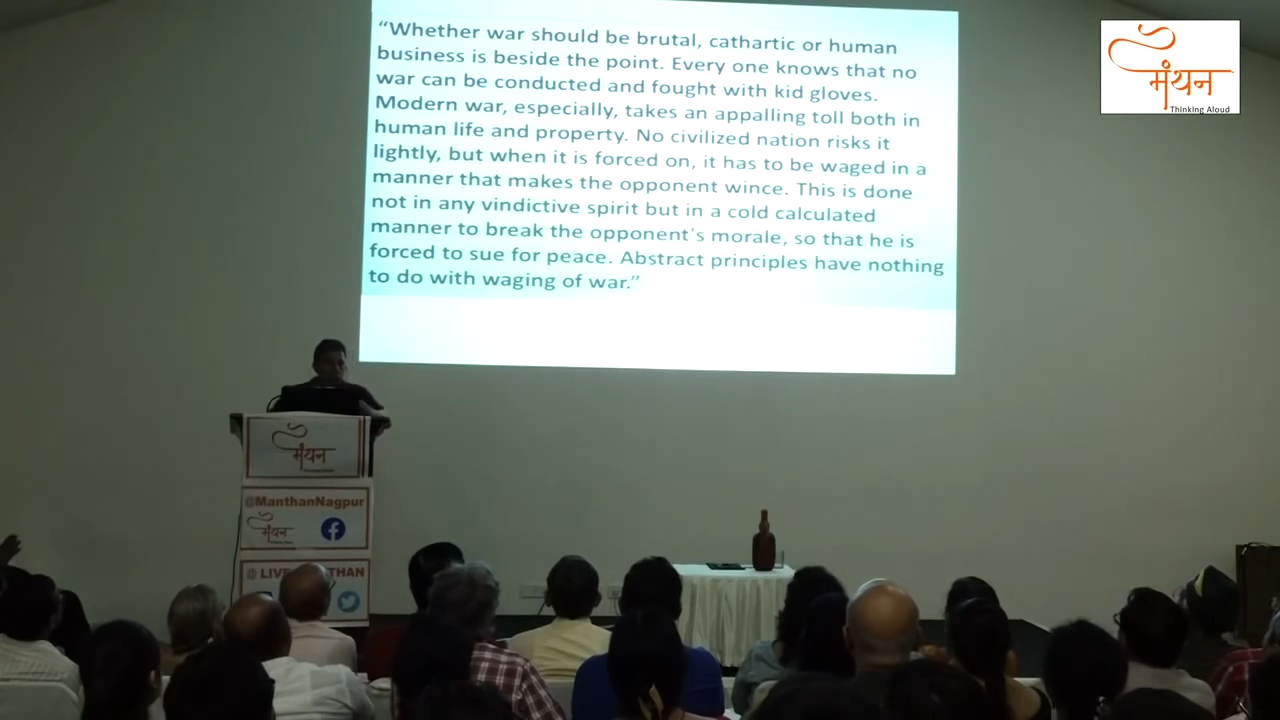 “Whether war should be brutal, cathartic or human
business is beside the point. Every one knows that no
war can be conducted and fought with kid gloves.
Modern war, especially, takes an appalling toll both in
human life and property. No civilized nation risks it
lightly, but when it is forced on, it has to be waged in a
manner that makes the opponent wince. This is done
not in any vindictive spirit but in a cold calculated
manner to break the opponent's morale, so that he is
forced to sue for peace. Abstract principles have nothing
to do with waging of war.”
मंथन
Thinking Aloud
मंथन
@ManthanNagpur
मंथन
@ LIV THAN